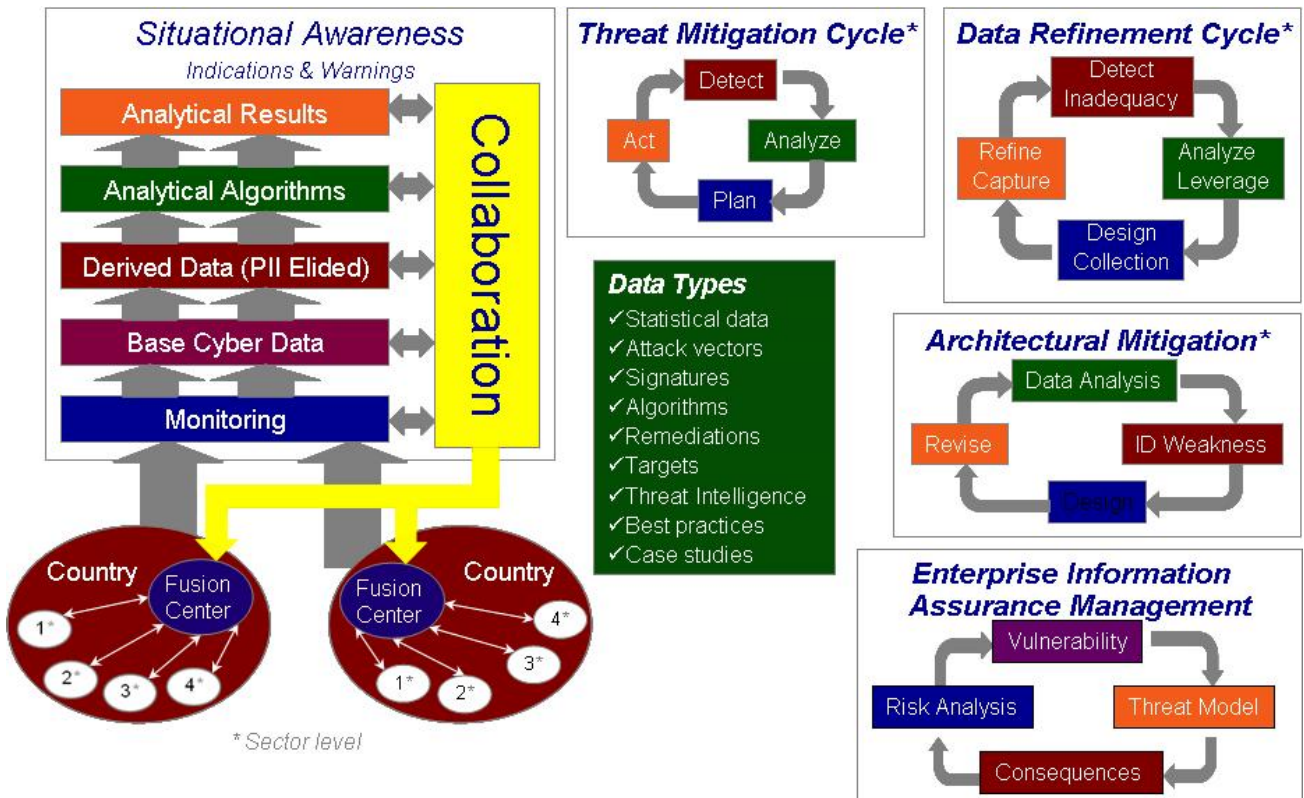 Situational Awareness
Indications & Warnings
Analytical Results
Analytical Algorithms
Derived Data (PII Elided)
Base Cyber Data
Monitoring
Collaboration
Country
Fusion
Center
1*
2*
3*
4*
Country
Fusion
Center
4*
3*
2*
1*
* Sector level
Threat Mitigation Cycle*
Detect
Analyze
Plan
Act
Data Types
✓Statistical data
✓Attack vectors
✓Signatures
✓Algorithms
✓Remediations
✓Targets
✓Threat Intelligence
✓Best practices
✓Case studies
Data Refinement Cycle*
Detect
Inadequacy
Analyze
Leverage
Design
Collection
Refine
Capture
Architectural Mitigation*
Data Analysis
ID Weakness
Design
Revise
Enterprise Information
Assurance Management
Vulnerability
Threat Model
Consequences
Risk Analysis